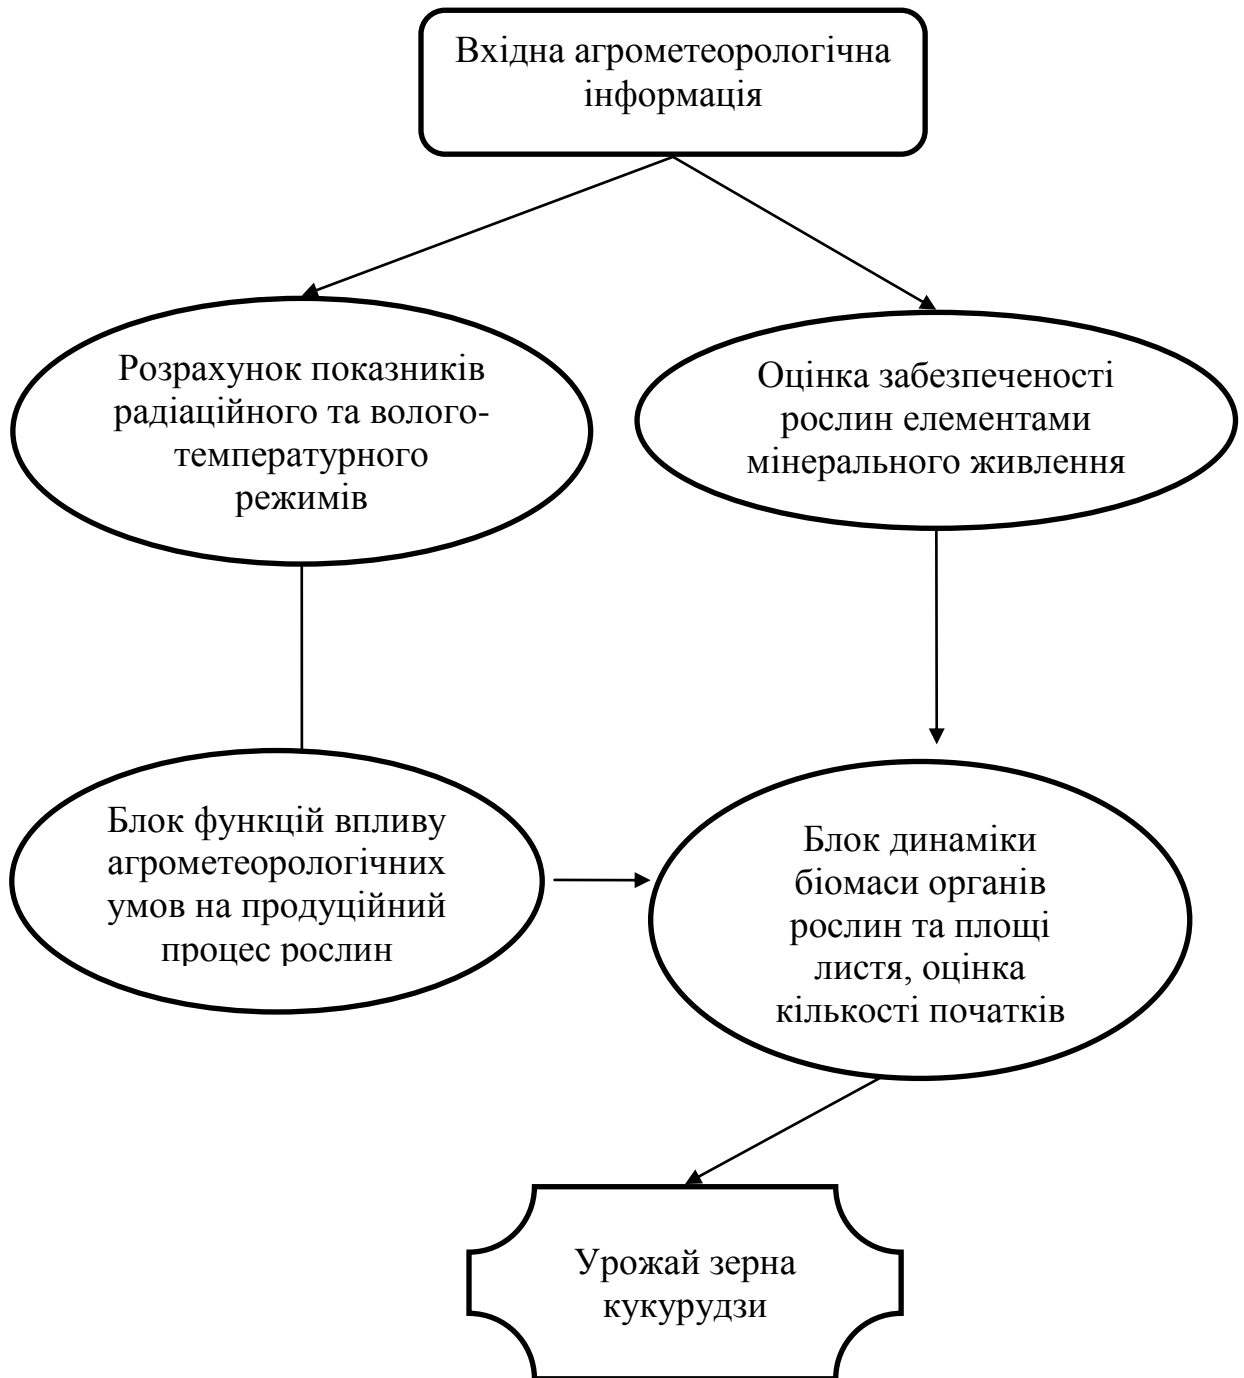 Вхідна агрометеорологічна
інформація
Розрахунок показників
радіаційного та волого-
температурного
режимів
Оцінка забезпеченості
рослин елементами
мінерального живлення
Блок функцій впливу
агрометеорологічних
умов на продуційний
процес рослин
Блок динаміки
біомаси органів
рослин та площі
листя, оцінка
кількості початків
Урожай зерна
кукурудзи